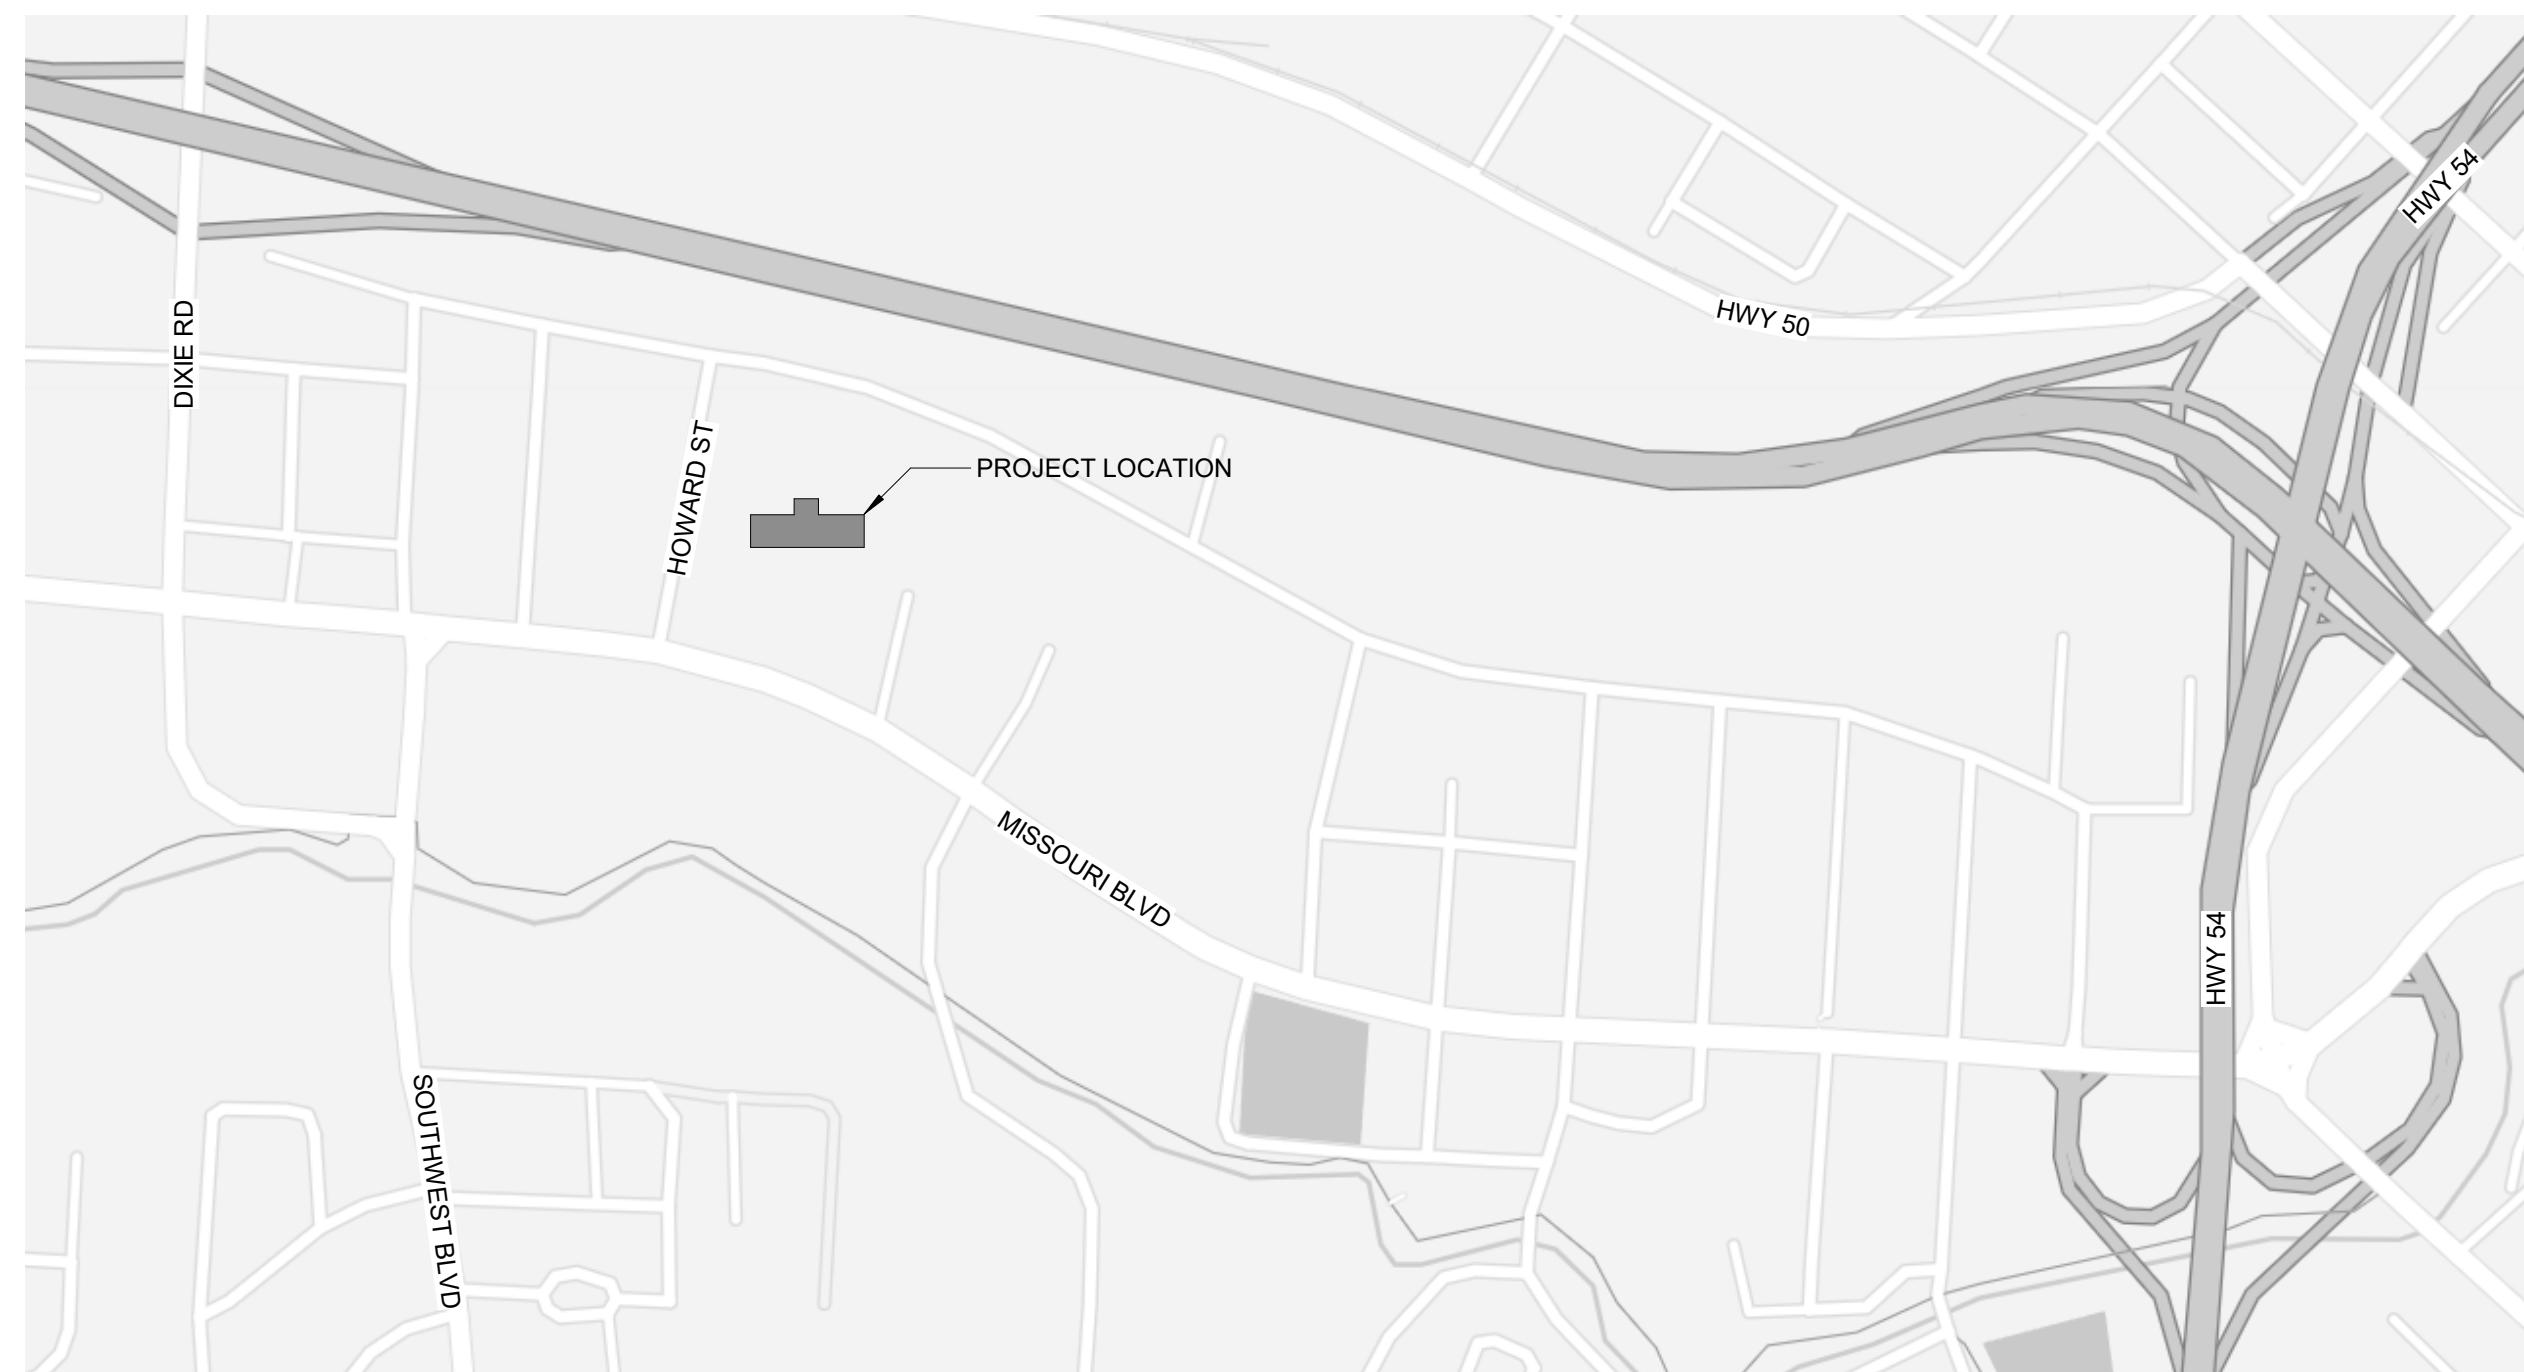 HWY 54
HWY 50
DIXIE RD
HOWARD ST
PROJECT LOCATION
MISSOURI BLVD
HWY 54
SOUTHWEST BLVD